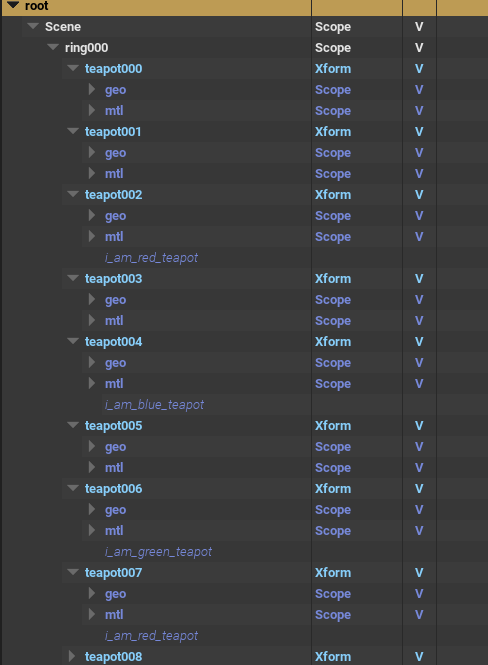 root
Scene Scope V
ring000 Scope V
teapot000 Xform V
geo Scope V
mtl Scope V
teapot001 Xform V
geo Scope V
mtl Scope V
teapot002 Xform V
geo Scope V
mtl Scope V
i_am_red_teapot
teapot003 Xform V
geo Scope V
mtl Scope V
teapot004 Xform V
geo Scope V
mtl Scope V
i_am_blue_teapot
teapot005 Xform V
geo Scope V
mtl Scope V
teapot006 Xform V
geo Scope V
mtl Scope V
i_am_green_teapot
teapot007 Xform V
geo Scope V
mtl Scope V
i_am_red_teapot
teapot008 Xform V